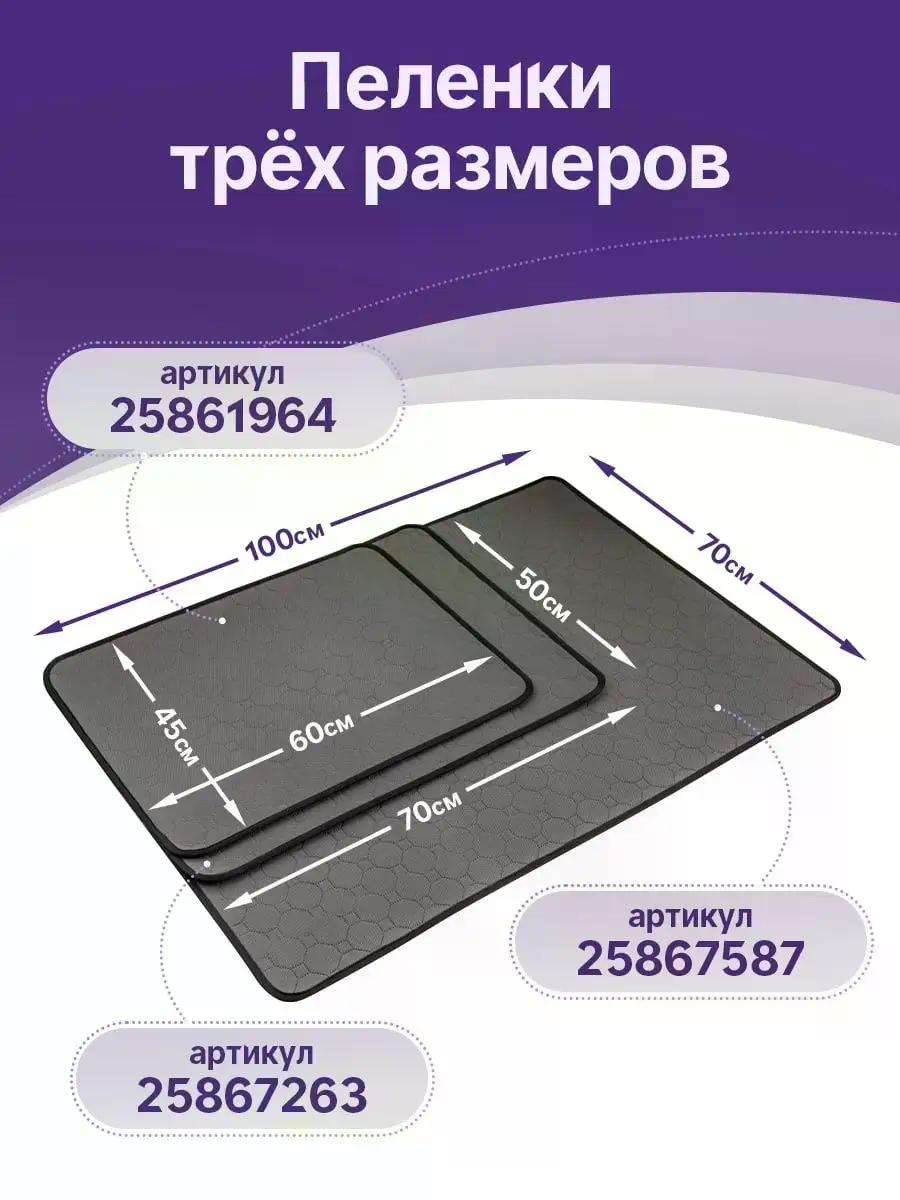 Пеленки
трёх размеров
артикул
25861964
100см
70см
50см
45см
60см
70см
артикул
25867587
артикул
25867263